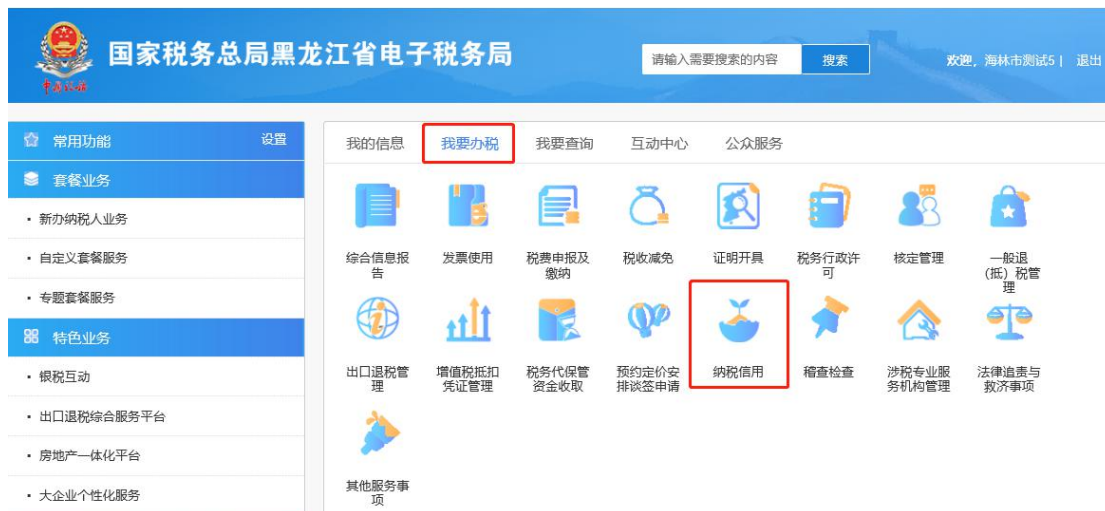 国家税务总局黑龙江省电子税务局
请输入需要搜索的内容
搜索
欢迎，海林市测试5 | 退出
中国税务
常用功能
设置
套餐业务
• 新办纳税人业务
• 自定义套餐服务
• 专题套餐服务
特色业务
• 银税互动
• 出口退税综合服务平台
• 房地产一体化平台
• 大企业个性化服务
我的信息 我要办税 我要查询 互动中心 公众服务
综合信息报
告
发票使用
税费申报及
缴纳
税收减免
证明开具
税务行政许
可
核定管理
一般退
（抵）税管
理
出口退税管
理
增值税抵扣
凭证管理
税务代保管
资金收取
预约定价安
排谈签申请
纳税信用
稽查检查
涉税专业服
务机构管理
法律追责与
救济事项
其他服务事
项